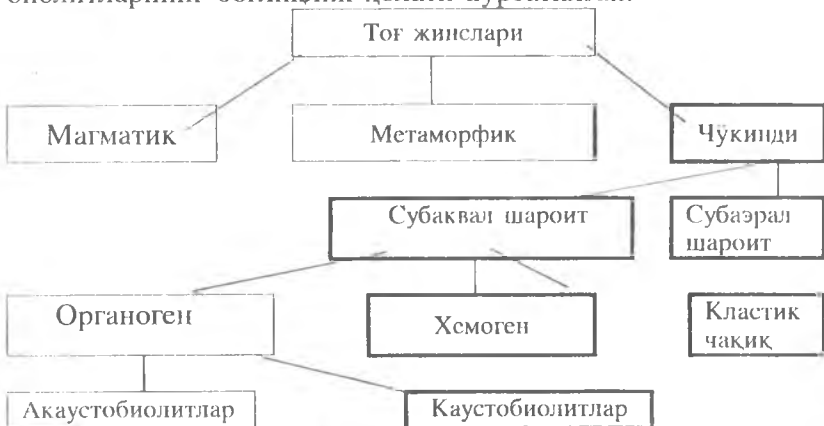 Тоғ жинслари
Магматик
Метаморфик
Чўкинди
Субаквал шароит
Субаэрал
шароит
Органоген
Хемоген
Кластик
чақиқ
Акаустобиолитлар
Каустобиолитлар